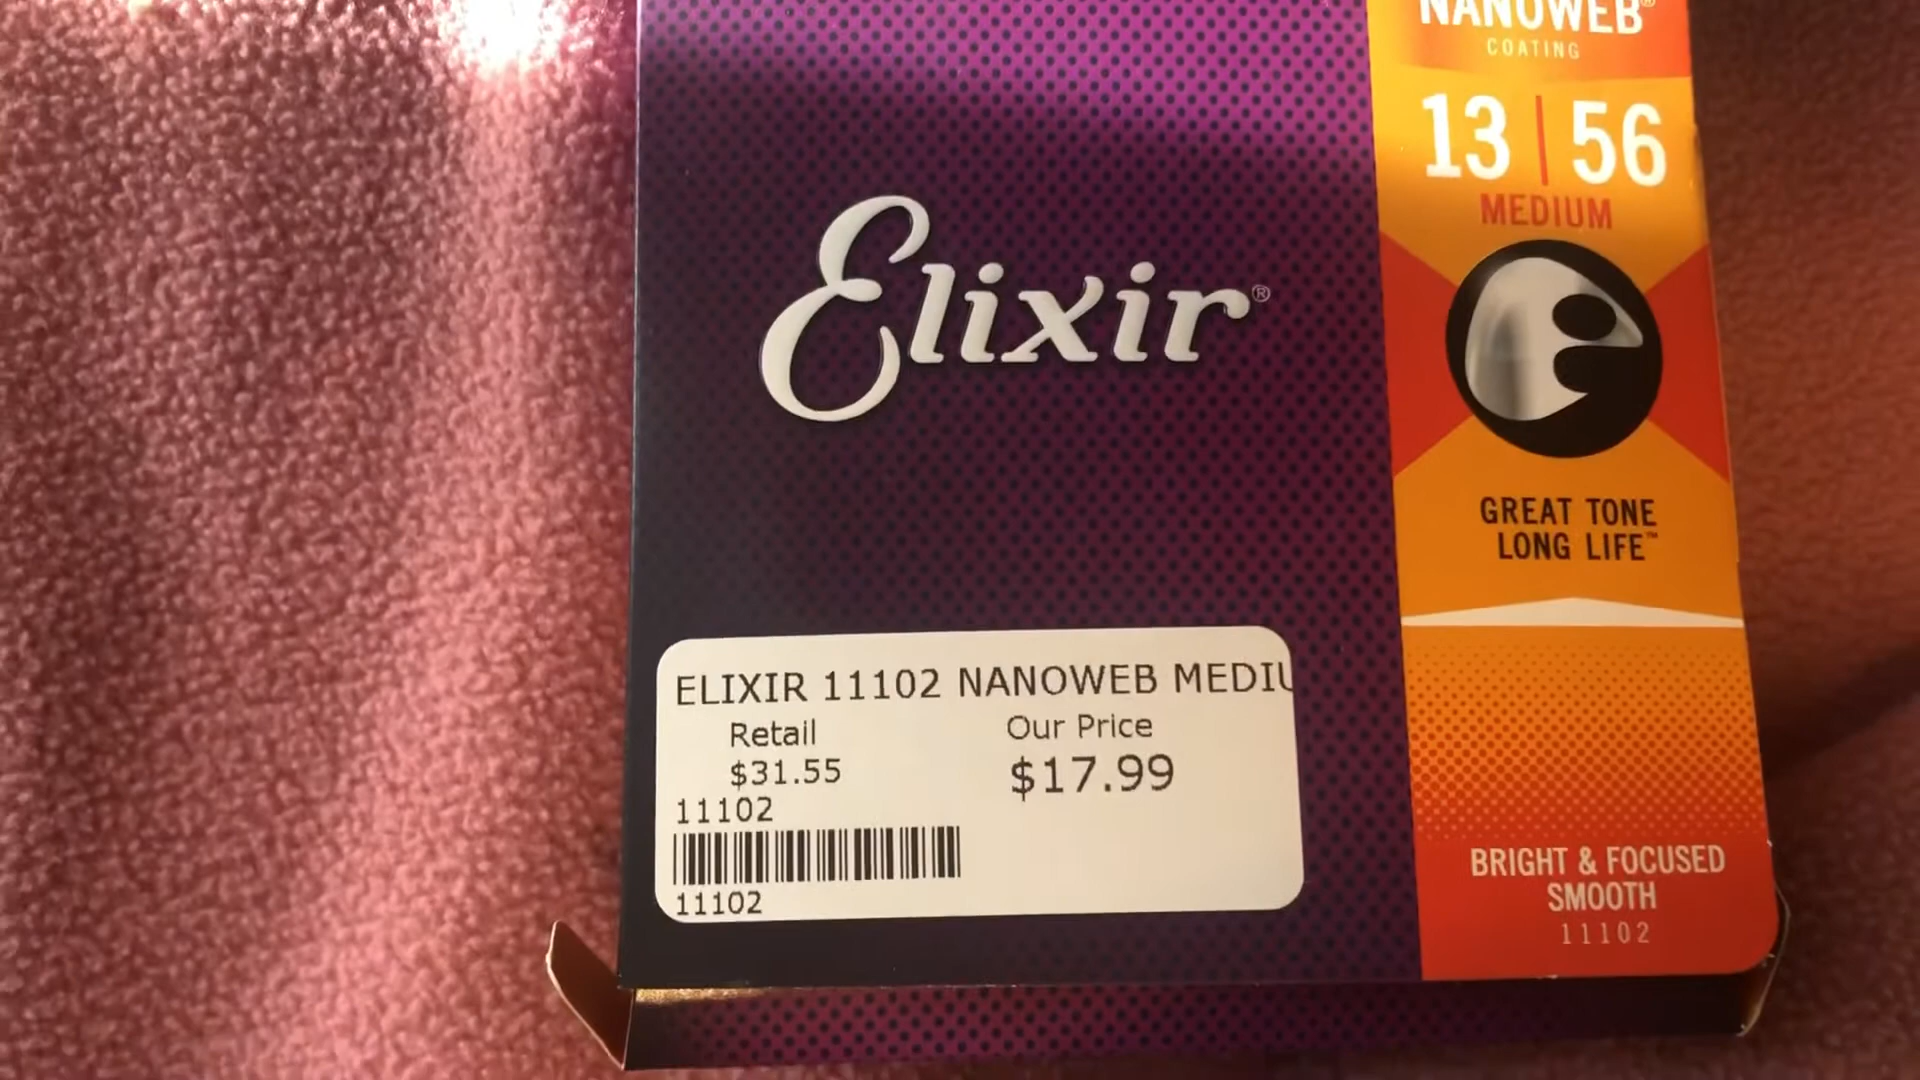 NANOWEB®
COATING
13 | 56
MEDIUM
Elixir®
GREAT TONE
LONG LIFE™
ELIXIR 11102 NANOWEB MEDIU
Retail
Our Price
$31.55
$17.99
11102
11102
BRIGHT & FOCUSED
SMOOTH
11102